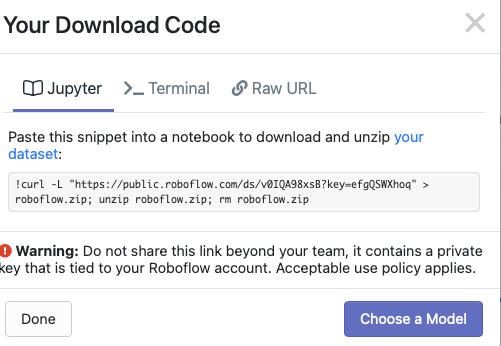 Your Download Code
Jupyter
Terminal
Raw URL
Paste this snippet into a notebook to download and unzip your
dataset:
!curl -L "https://public.roboflow.com/ds/v0IQA98xsB?key=efgQSWXhoq" >
roboflow.zip; unzip roboflow.zip; rm roboflow.zip
Warning: Do not share this link beyond your team, it contains a private
key that is tied to your Roboflow account. Acceptable use policy applies.
Done
Choose a Model